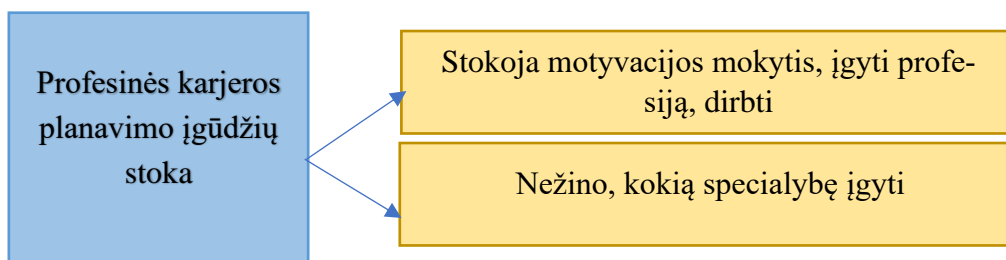 Profesinės karjeros
planavimo įgūdžių
stoka
Stokoja motyvacijos mokytis, įgyti profe-
siją, dirbti
Nežino, kokią specialybę įgyti